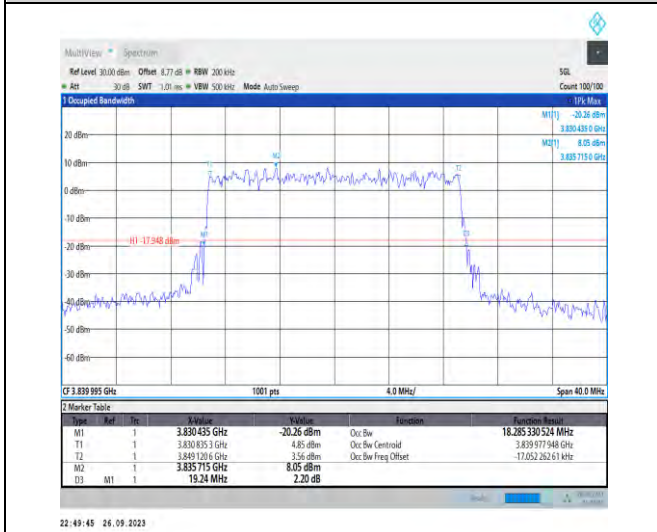 MultiView Spectrum
Ref Level 30.00 dBm Offset 8.77 dB RBW 200 kHz SGL
Att 30 dB SWT 1.01 ms VBW 500 kHz Mode Auto Sweep Count 100/100
1 Occupied Bandwidth 1Pk Max
M1[1] -20.26 dBm
3.830 435 0 GHz
M2[1] 8.05 dBm
3.835 715 0 GHz
20 dBm
10 dBm
0 dBm
-10 dBm
-20 dBm
-30 dBm
-40 dBm
-50 dBm
-60 dBm
M2
T2
H1 -17.948 dBm
M1
D3
CF 3.839 995 GHz 1001 pts 4.0 MHz/ Span 40.0 MHz
2 Marker Table
Type Ref Trc X-Value Y-Value Function Function Result
M1 1 3.830 435 GHz -20.26 dBm Occ Bw 18.285 330 524 MHz
T1 1 3.830 835 3 GHz 4.85 dBm Occ Bw Centroid 3.839 977 948 GHz
T2 1 3.849 120 6 GHz 3.56 dBm Occ Bw Freq Offset -17.052 262 61 kHz
M2 1 3.835 715 GHz 8.05 dBm
D3 M1 1 19.24 MHz 2.20 dB
22:49:45 26.09.2023